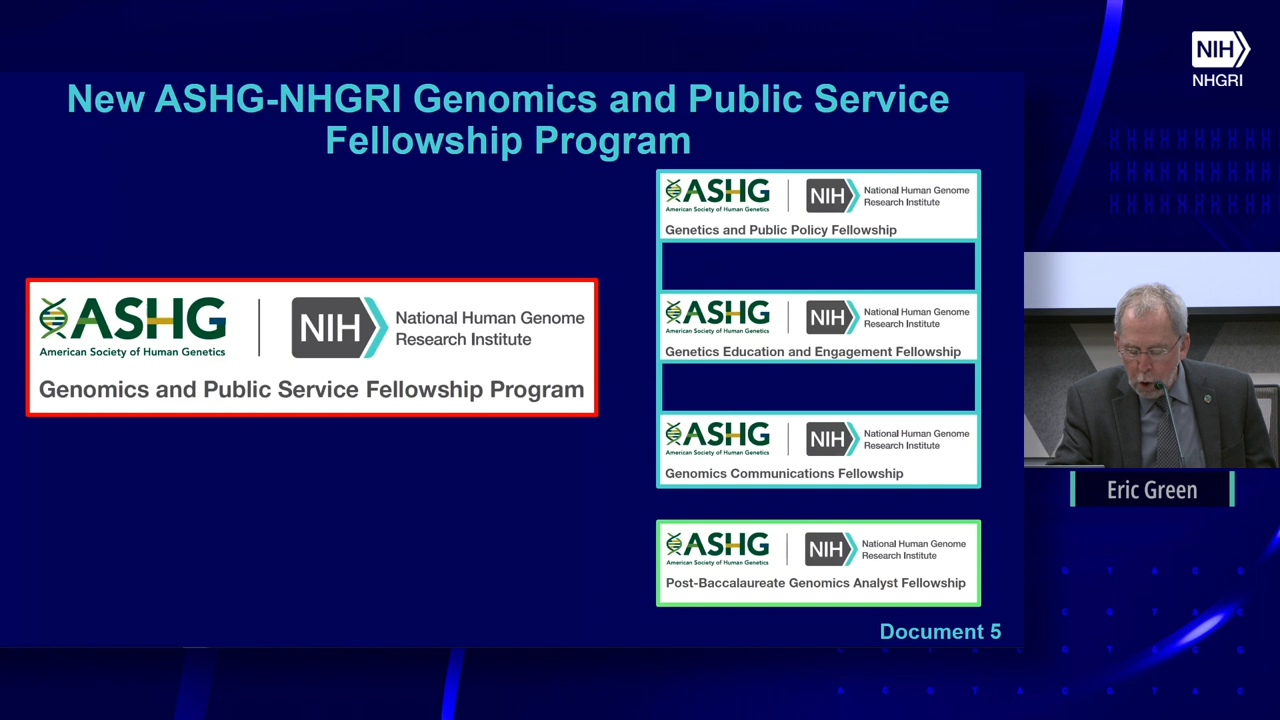 NIH
NHGRI
New ASHG-NHGRI Genomics and Public Service
Fellowship Program
ASHG
American Society of Human Genetics
NIH
National Human Genome
Research Institute
Genomics and Public Service Fellowship Program
ASHG
American Society of Human Genetics
NIH
National Human Genome
Research Institute
Genetics and Public Policy Fellowship
ASHG
American Society of Human Genetics
NIH
National Human Genome
Research Institute
Genetics Education and Engagement Fellowship
ASHG
American Society of Human Genetics
NIH
National Human Genome
Research Institute
Genomics Communications Fellowship
ASHG
American Society of Human Genetics
NIH
National Human Genome
Research Institute
Post-Baccalaureate Genomics Analyst Fellowship
Document 5
Eric Green